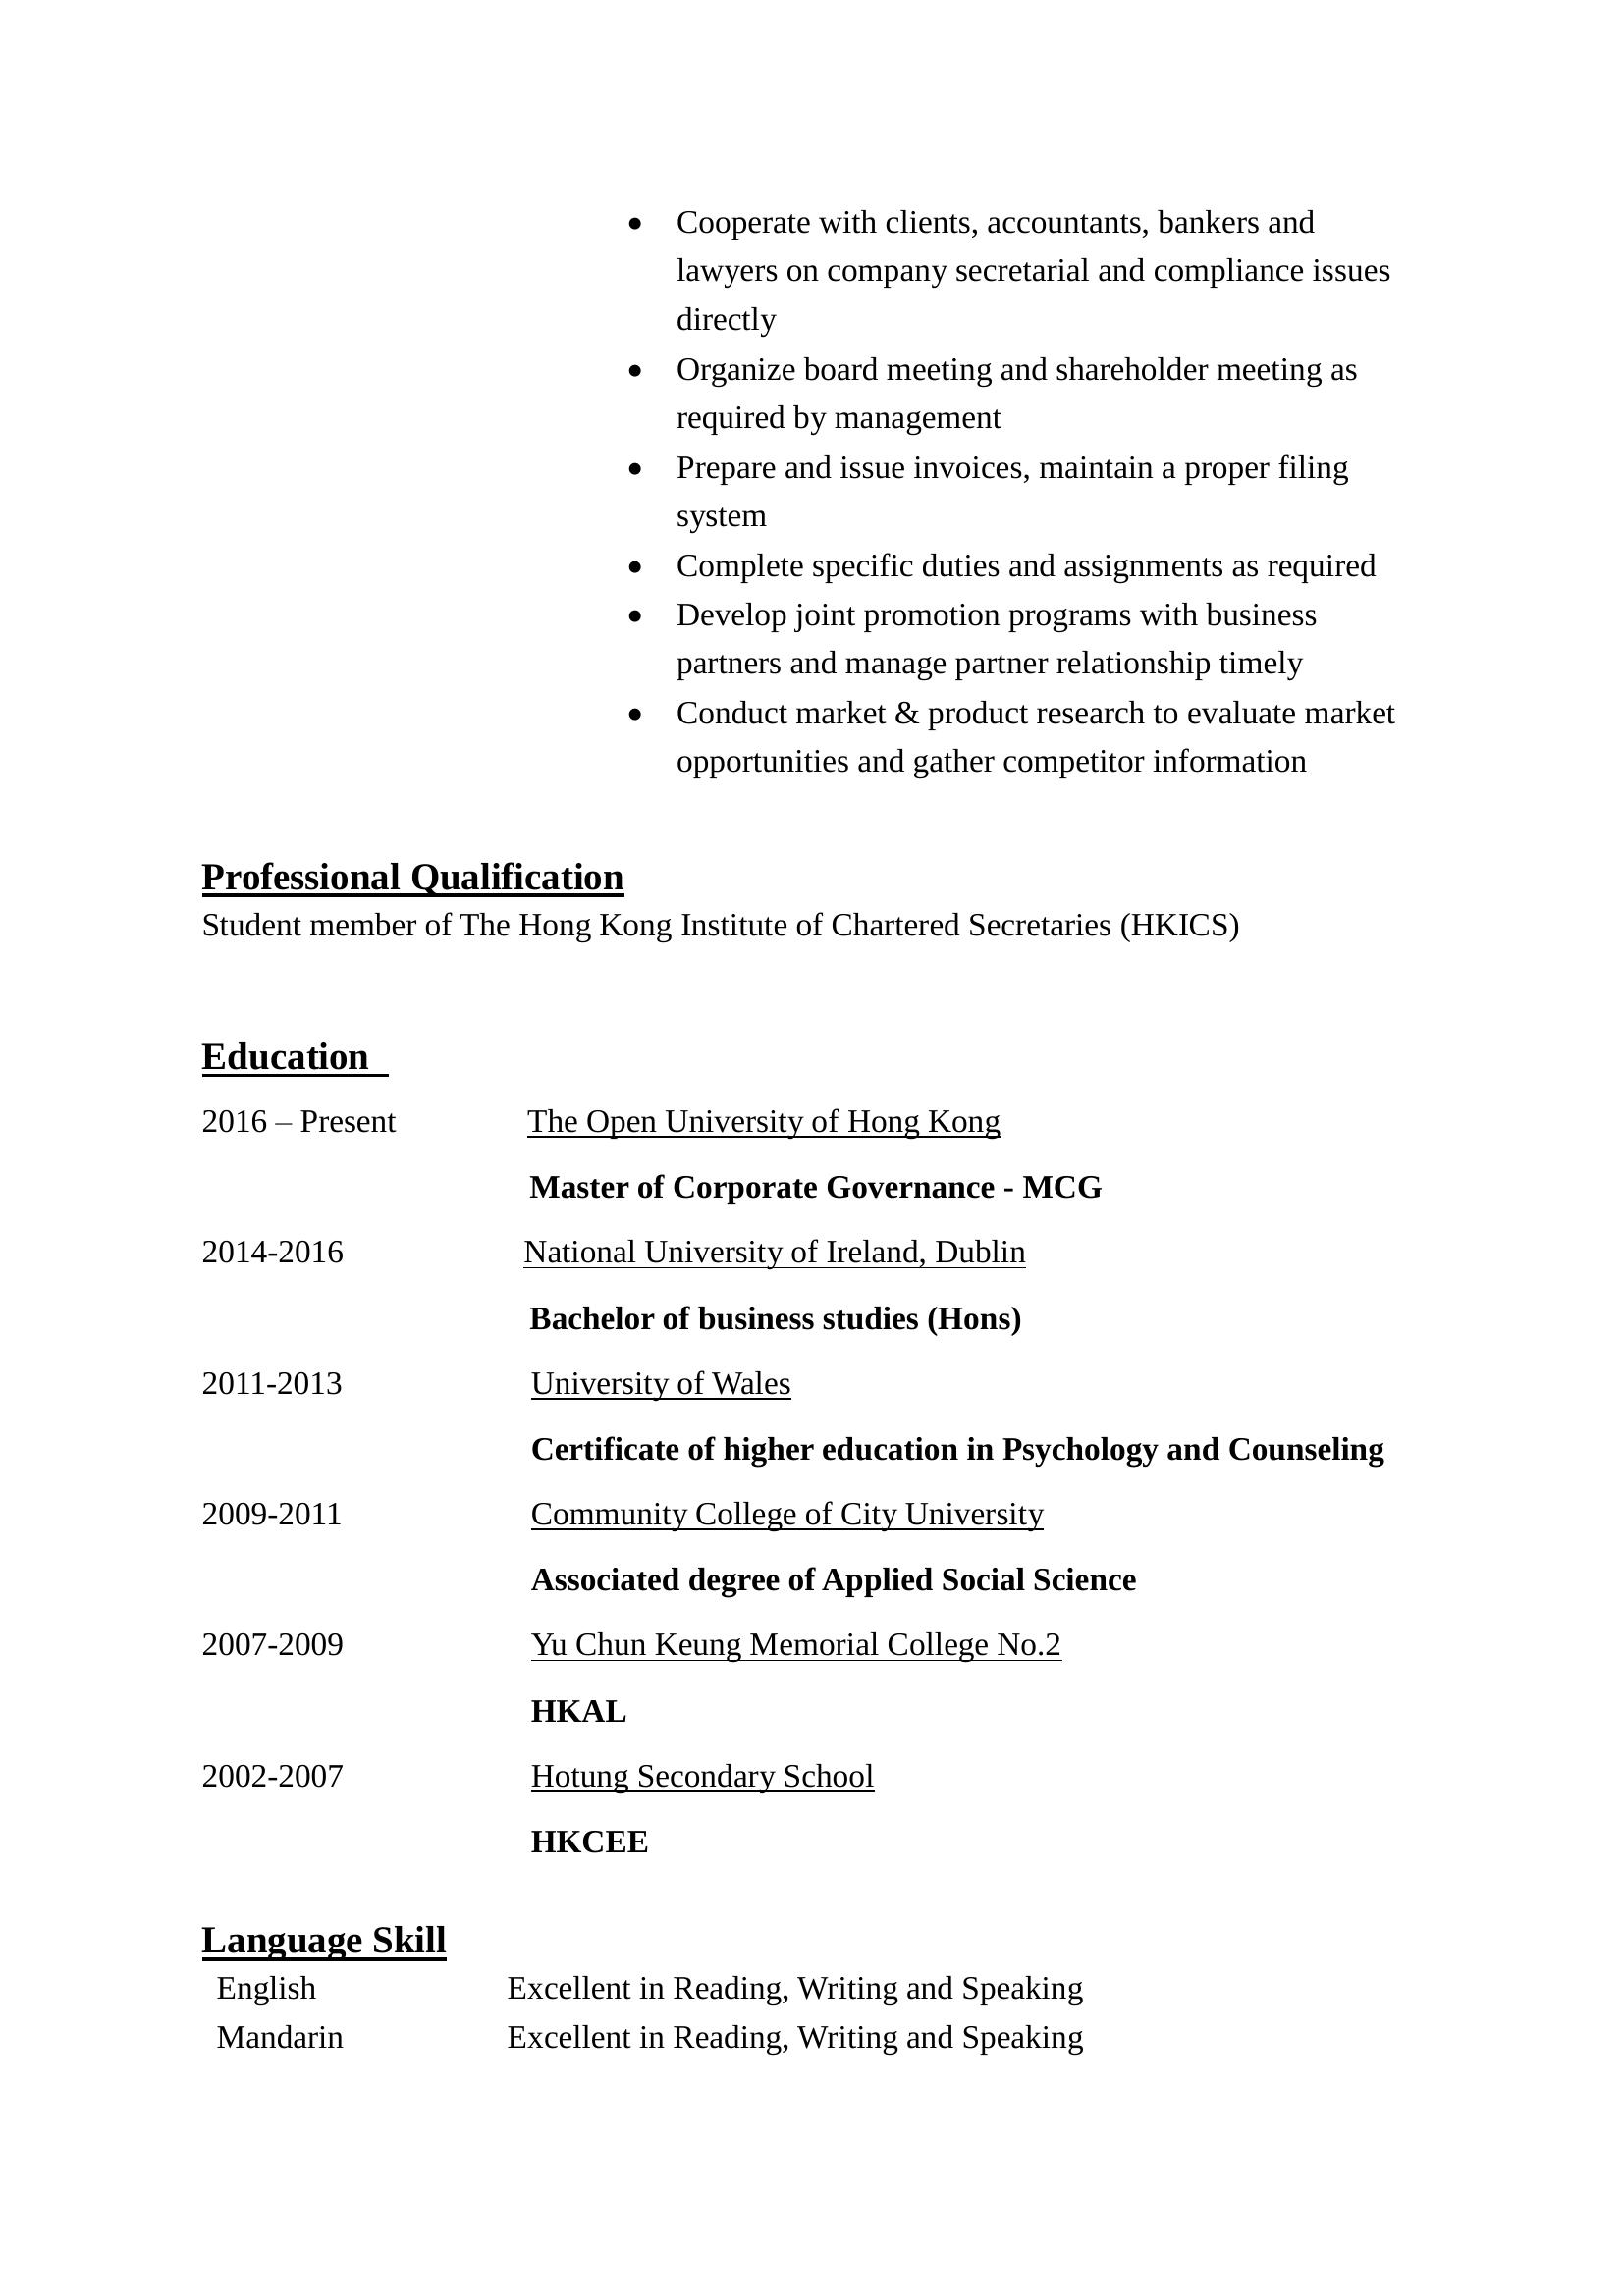 • Cooperate with clients, accountants, bankers and
lawyers on company secretarial and compliance issues
directly
• Organize board meeting and shareholder meeting as
required by management
• Prepare and issue invoices, maintain a proper filing
system
• Complete specific duties and assignments as required
• Develop joint promotion programs with business
partners and manage partner relationship timely
• Conduct market & product research to evaluate market
opportunities and gather competitor information
Professional Qualification
Student member of The Hong Kong Institute of Chartered Secretaries (HKICS)
Education
2016 – Present The Open University of Hong Kong
Master of Corporate Governance - MCG
2014-2016 National University of Ireland, Dublin
Bachelor of business studies (Hons)
2011-2013 University of Wales
Certificate of higher education in Psychology and Counseling
2009-2011 Community College of City University
Associated degree of Applied Social Science
2007-2009 Yu Chun Keung Memorial College No.2
HKAL
2002-2007 Hotung Secondary School
HKCEE
Language Skill
English Excellent in Reading, Writing and Speaking
Mandarin Excellent in Reading, Writing and Speaking